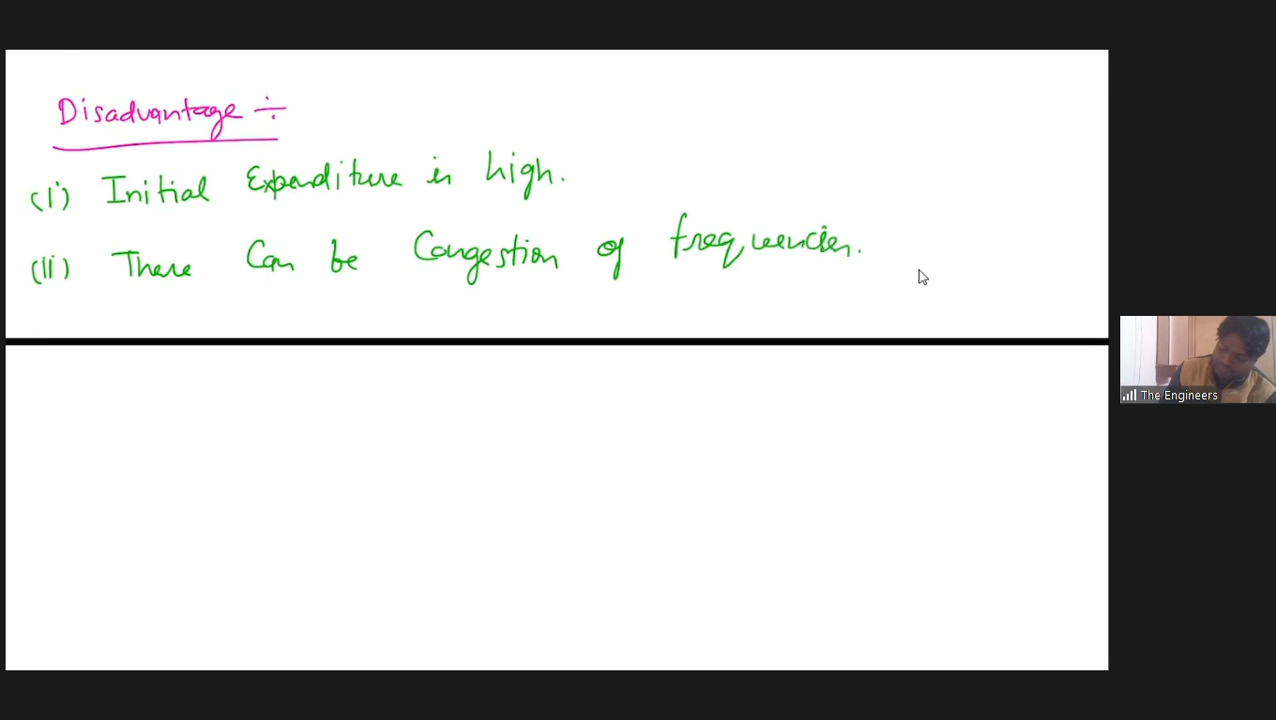 Disadvantage ÷
(i) Initial Expenditure is high.
(ii) There Can be Congestion of frequencies.
The Engineers